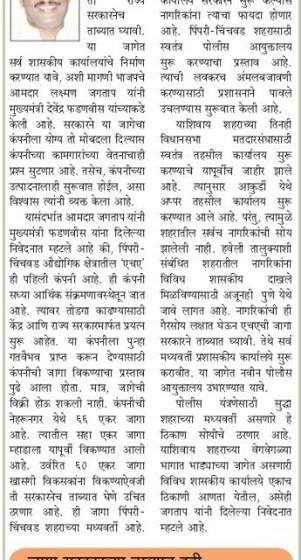 ती राज्य
सरकारनेच
ताब्यात घ्यावी.
या जागेत
सर्व शासकीय कार्यालयांचे निर्माण
करण्यात यावे, अशी मागणी भाजपचे
आमदार लक्ष्मण जगताप यांनी
मुख्यमंत्री देवेंद्र फडणवीस यांच्याकडे
केली आहे. सरकारने या जागेचा
कंपनीला योग्य तो मोबदला दिल्यास
कंपनीच्या कामगारांच्या वेतनाचाही
प्रश्न सुटणार आहे. तसेच, कंपनीच्या
उत्पादनालाही सुरूवात होईल, असा
विश्वास त्यांनी व्यक्त केला आहे.
यासंदर्भात आमदार जगताप यांनी
मुख्यमंत्री फडणवीस यांना दिलेल्या
निवेदनात म्हटले आहे की, पिंपरी-
चिंचवड औद्योगिक क्षेत्रातील 'एचए'
ही पहिली कंपनी आहे. ही कंपनी
सध्या आर्थिक संक्रमणावस्थेतून जात
आहे. त्यावर तोडगा काढण्यासाठी
केंद्र आणि राज्य सरकारमार्फत प्रयत्न
सुरू आहेत. या कंपनीला पुन्हा
गतवैभव प्राप्त करून देण्यासाठी
कंपनीची जागा विकण्याचा प्रस्ताव
पुढे आला होता. मात्र, जागेची
विक्री होऊ शकली नाही. कंपनीची
नेहरूनगर येथे ६६ एकर जागा
आहे. त्यातील सहा एकर जागा
म्हाडाला यापूर्वी विकण्यात आली
आहे. उर्वरित ६० एकर जागा
खासगी विकसकांना विकण्याऐवजी
ती सरकारनेच ताब्यात घेणे उचित
ठरणार आहे. ही जागा पिंपरी-
चिंचवड शहराच्या मध्यवर्ती आहे.
कार्यालय सरकारने सुरू केल्यास
नागरिकांना त्याचा फायदा होणार
आहे. पिंपरी-चिंचवड शहरासाठी
स्वतंत्र पोलीस आयुक्तालय
सुरू करण्याचा प्रस्ताव आहे.
त्याची लवकरच अंमलबजावणी
करण्यासाठी प्रशासनाने पावले
उचलण्यास सुरूवात केली आहे.
याशिवाय शहराच्या तिनही
विधानसभा मतदारसंघासाठी
स्वतंत्र तहसील कार्यालय सुरू
करण्याचे यापूर्वीच जाहीर झाले
आहे. त्यानुसार आकुर्डी येथे
अप्पर तहसील कार्यालय सुरू
करण्यात आले आहे. परंतु, त्यामुळे
शहरातील सर्वच नागरिकांची सोय
झालेली नाही. हवेली तालुक्याशी
संबंधित शहरातील नागरिकांना
विविध शासकीय दाखले
मिळविण्यासाठी अजूनही पुणे येथे
जावे लागत आहे. नागरिकांची ही
गैरसोय लक्षात घेऊन एचएची जागा
सरकारने ताब्यात घ्यावी. तेथे सर्व
मध्यवर्ती प्रशासकीय कार्यालये सुरू
करावीत. या जागेत नवीन पोलीस
आयुक्तालय उभारण्यात यावे.
पोलीस यंत्रणेसाठी सुद्धा
शहराच्या मध्यवर्ती असणारे हे
ठिकाण सोयीचे ठरणार आहे.
याशिवाय शहराच्या वेगवेगळ्या
भागात भाड्याच्या जागेत असणारी
विविध शासकीय कार्यालये एकाच
ठिकाणी आणता येतील, असेही
जगताप यांनी दिलेल्या निवेदनात
म्हटले आहे.